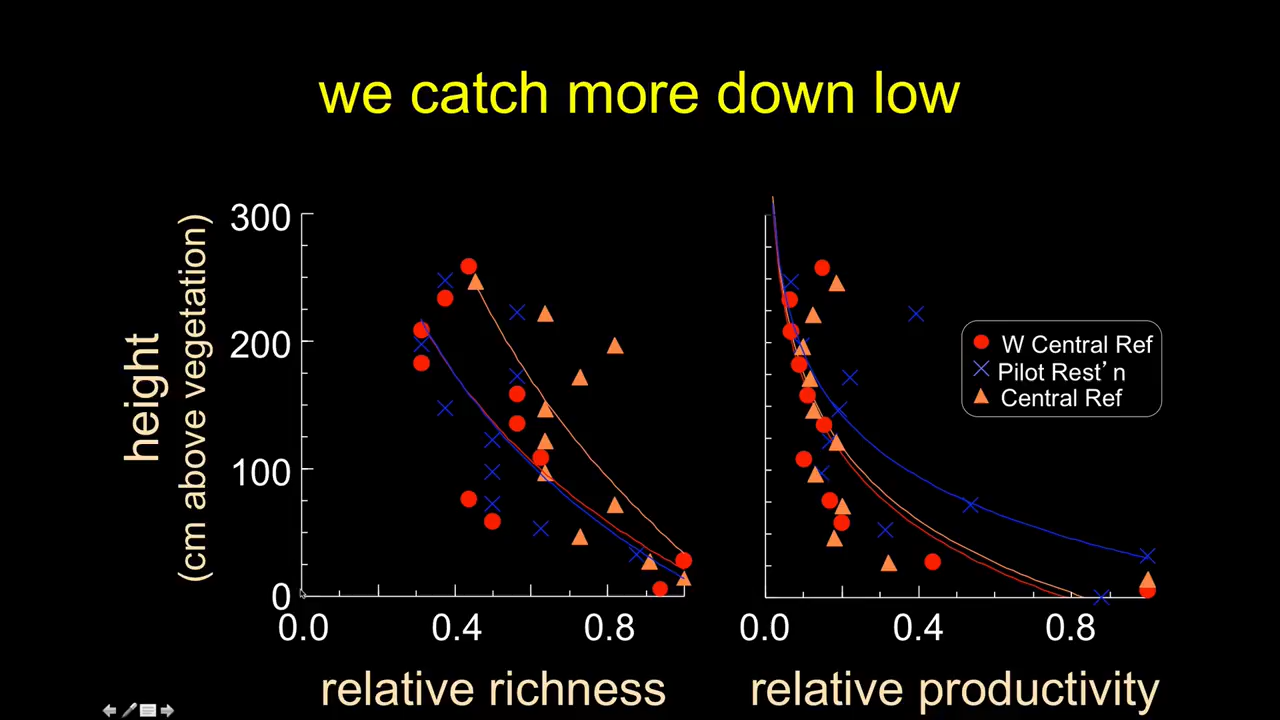 we catch more down low
height
(cm above vegetation)
300
200
100
0
0.0 0.4 0.8
relative richness
0.0 0.4 0.8
relative productivity
W Central Ref
Pilot Rest’n
Central Ref